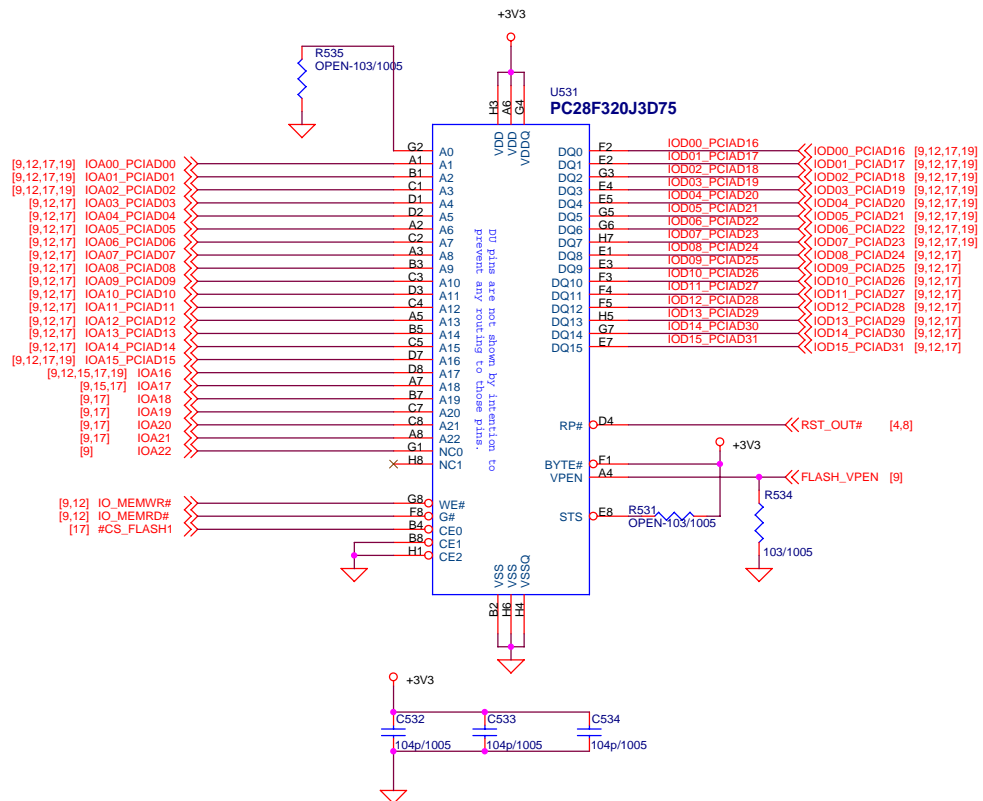 +3V3
R535
OPEN-103/1005
U531
PC28F320J3D75
H3 A6 G4
VDD VDD VDDQ
G2 A0
[9,12,17,19] IOA00_PCIAD00 A1 A1
[9,12,17,19] IOA01_PCIAD01 B1 A2
[9,12,17,19] IOA02_PCIAD02 C1 A3
[9,12,17] IOA03_PCIAD03 D1 A4
[9,12,17] IOA04_PCIAD04 D2 A5
[9,12,17] IOA05_PCIAD05 A2 A6
[9,12,17] IOA06_PCIAD06 C2 A7
[9,12,17] IOA07_PCIAD07 A3 A8
[9,12,17] IOA08_PCIAD08 B3 A9
[9,12,17] IOA09_PCIAD09 C3 A10
[9,12,17] IOA10_PCIAD10 D3 A11
[9,12,17] IOA11_PCIAD11 C4 A12
[9,12,17] IOA12_PCIAD12 A5 A13
[9,12,17] IOA13_PCIAD13 B5 A14
[9,12,17] IOA14_PCIAD14 C5 A15
[9,12,17,19] IOA15_PCIAD15 D7 A16
[9,12,15,17,19] IOA16 D8 A17
[9,15,17] IOA17 A7 A18
[9,17] IOA18 B7 A19
[9,17] IOA19 C7 A20
[9,17] IOA20 C8 A21
[9,17] IOA21 A8 A22
[9] IOA22 G1 NC0
H8 NC1
[9,12] IO_MEMWR# G8 WE#
[9,12] IO_MEMRD# F8 G#
[17] #CS_FLASH1 B4 CE0
B8 CE1
H1 CE2
DU pins are not shown by intention to
prevent any routing to those pins.
DQ0 F2 IOD00_PCIAD16 IOD00_PCIAD16 [9,12,17,19]
DQ1 E2 IOD01_PCIAD17 IOD01_PCIAD17 [9,12,17,19]
DQ2 G3 IOD02_PCIAD18 IOD02_PCIAD18 [9,12,17,19]
DQ3 E4 IOD03_PCIAD19 IOD03_PCIAD19 [9,12,17,19]
DQ4 E5 IOD04_PCIAD20 IOD04_PCIAD20 [9,12,17,19]
DQ5 G5 IOD05_PCIAD21 IOD05_PCIAD21 [9,12,17,19]
DQ6 G6 IOD06_PCIAD22 IOD06_PCIAD22 [9,12,17,19]
DQ7 H7 IOD07_PCIAD23 IOD07_PCIAD23 [9,12,17,19]
DQ8 E1 IOD08_PCIAD24 IOD08_PCIAD24 [9,12,17]
DQ9 E3 IOD09_PCIAD25 IOD09_PCIAD25 [9,12,17]
DQ10 F3 IOD10_PCIAD26 IOD10_PCIAD26 [9,12,17]
DQ11 F4 IOD11_PCIAD27 IOD11_PCIAD27 [9,12,17]
DQ12 F5 IOD12_PCIAD28 IOD12_PCIAD28 [9,12,17]
DQ13 H5 IOD13_PCIAD29 IOD13_PCIAD29 [9,12,17]
DQ14 G7 IOD14_PCIAD30 IOD14_PCIAD30 [9,12,17]
DQ15 E7 IOD15_PCIAD31 IOD15_PCIAD31 [9,12,17]
RP# D4 RST_OUT# [4,8]
+3V3
BYTE# F1
VPEN A4 FLASH_VPEN [9]
STS E8 R531
OPEN-103/1005
R534
103/1005
VSS VSS VSSQ
B2 H6 H4
+3V3
C532 C533 C534
104p/1005 104p/1005 104p/1005